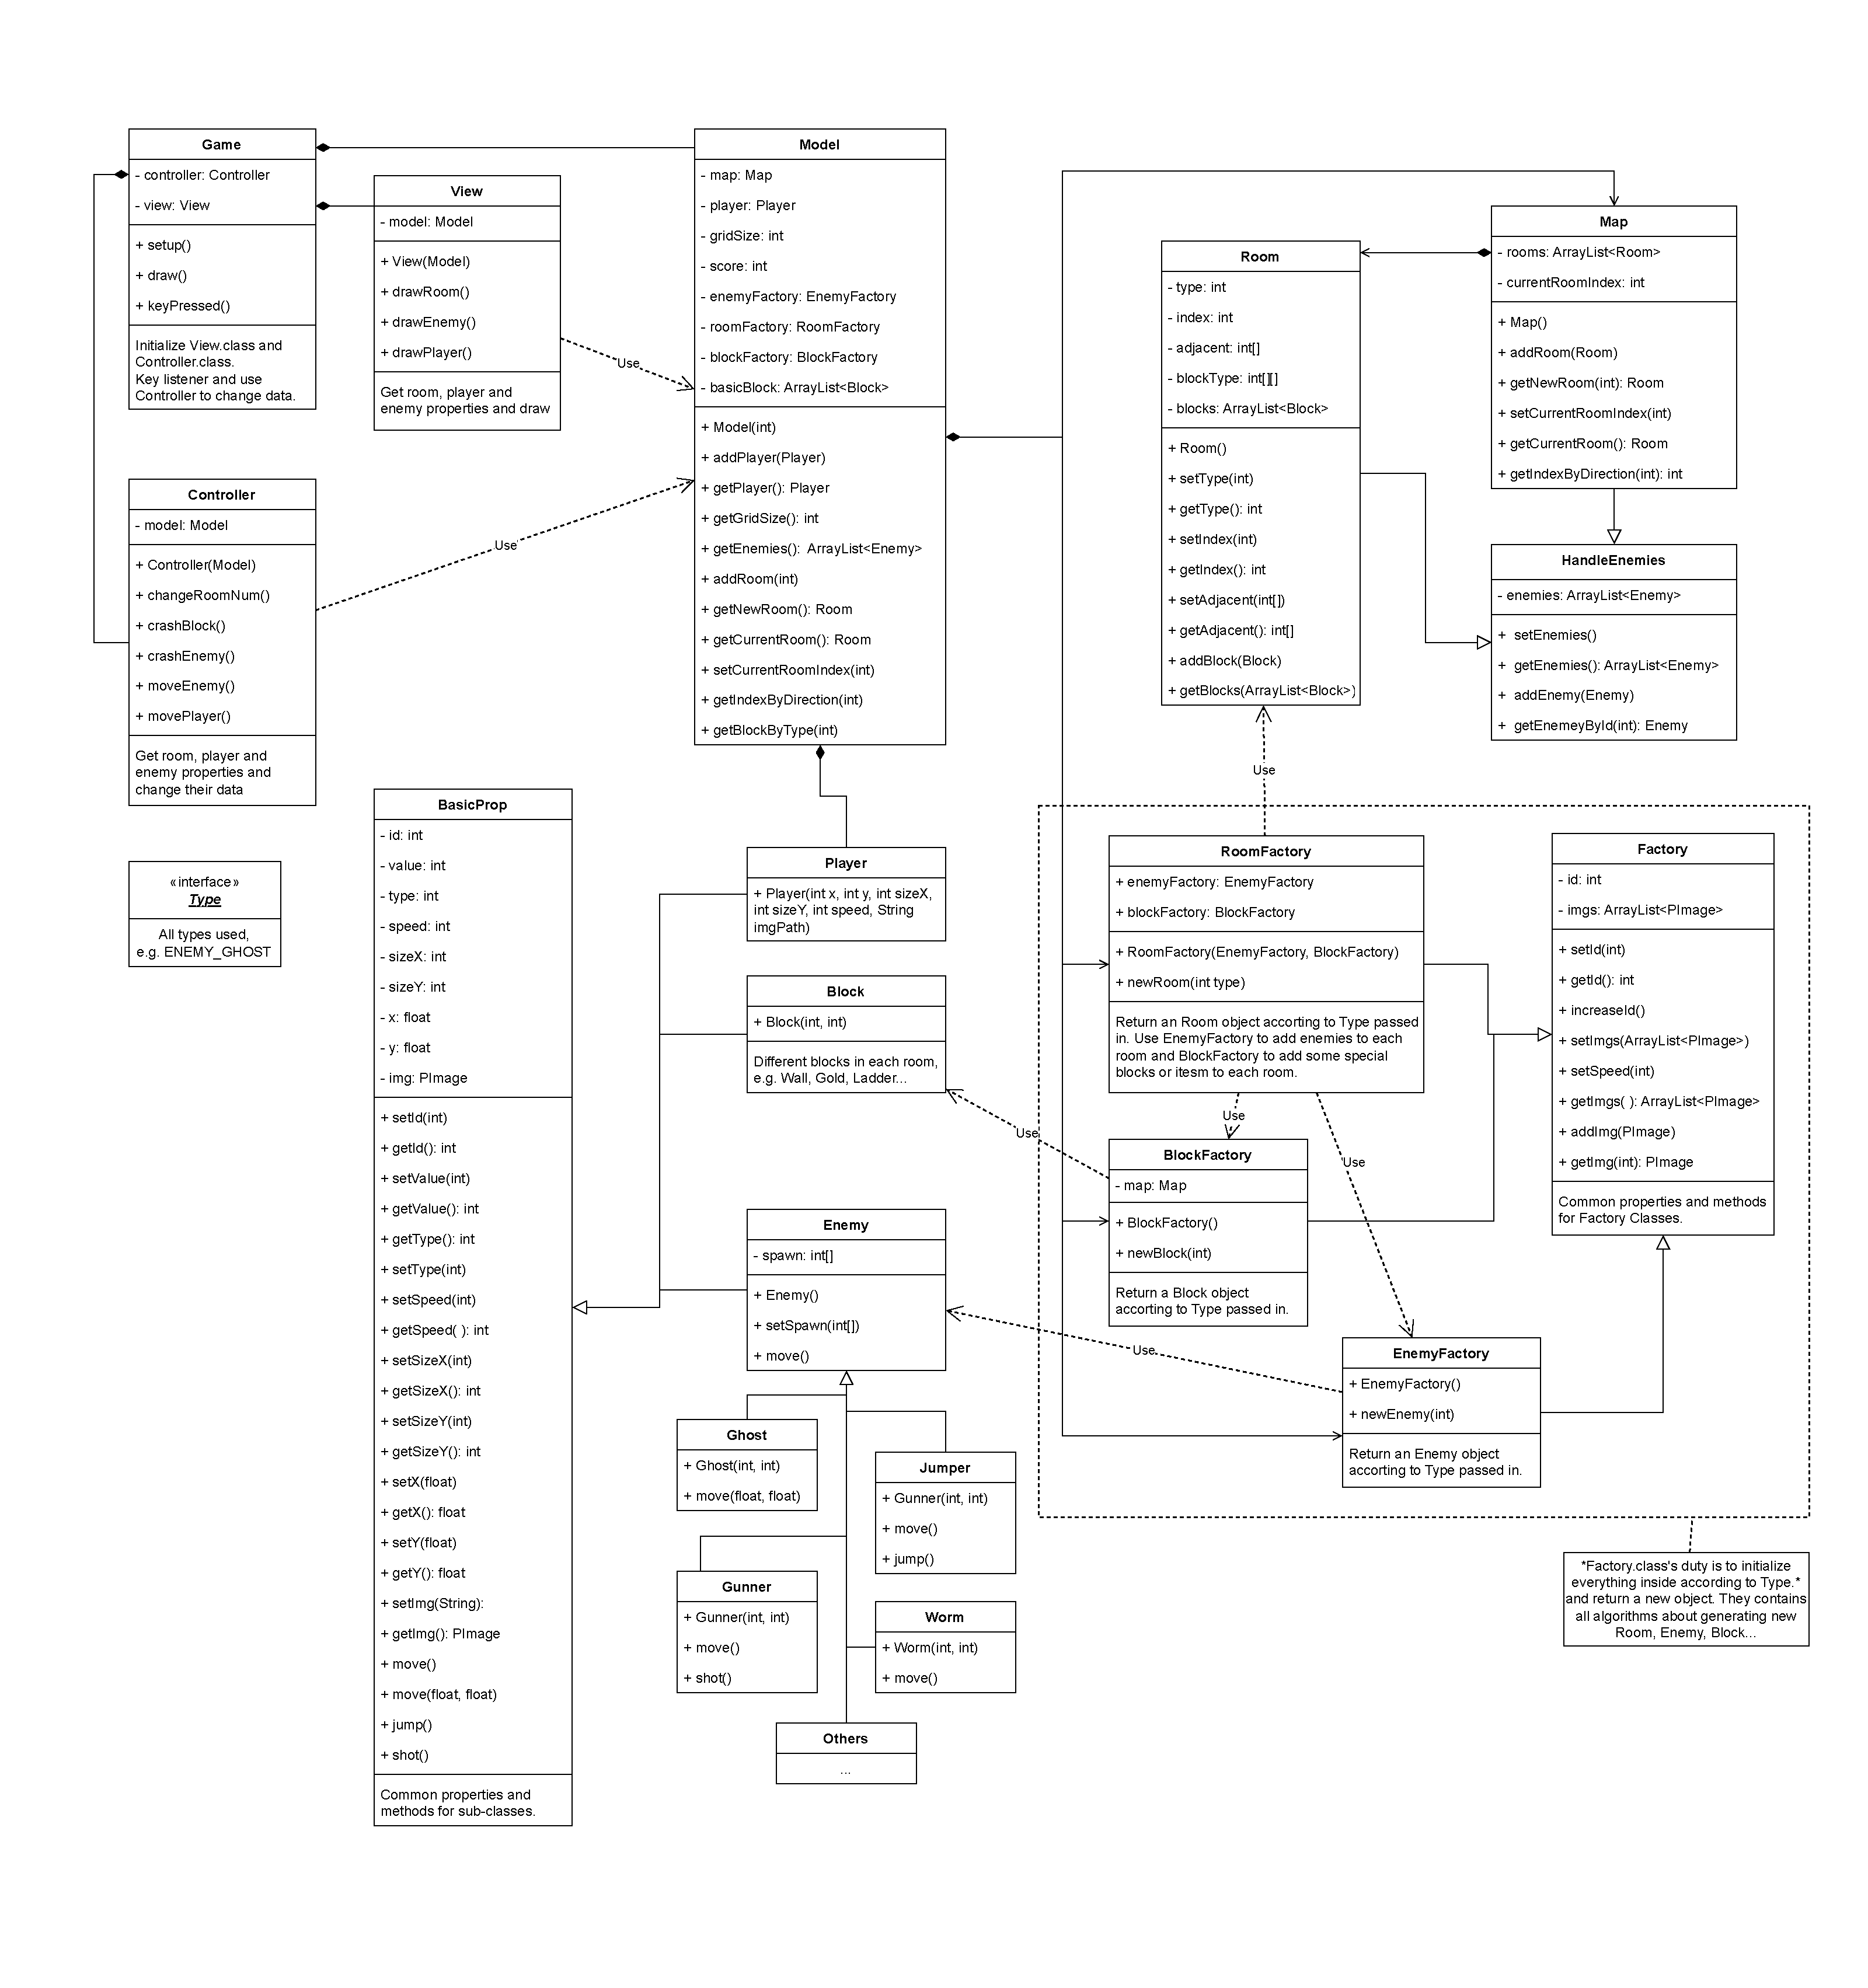 Game
- controller: Controller
- view: View
+ setup()
+ draw()
+ keyPressed()
Initialize View.class and
Controller.class.
Key listener and use
Controller to change data.
View
- model: Model
+ View(Model)
+ drawRoom()
+ drawEnemy()
+ drawPlayer()
Get room, player and
enemy properties and draw
Use
Controller
- model: Model
+ Controller(Model)
+ changeRoomNum()
+ crashBlock()
+ crashEnemy()
+ moveEnemy()
+ movePlayer()
Get room, player and
enemy properties and
change their data
Use
«interface»
Type
All types used,
e.g. ENEMY_GHOST
Model
- map: Map
- player: Player
- gridSize: int
- score: int
- enemyFactory: EnemyFactory
- roomFactory: RoomFactory
- blockFactory: BlockFactory
- basicBlock: ArrayList<Block>
+ Model(int)
+ addPlayer(Player)
+ getPlayer(): Player
+ getGridSize(): int
+ getEnemies(): ArrayList<Enemy>
+ addRoom(int)
+ getNewRoom(): Room
+ getCurrentRoom(): Room
+ setCurrentRoomIndex(int)
+ getIndexByDirection(int)
+ getBlockByType(int)
Room
- type: int
- index: int
- adjacent: int[]
- blockType: int[][]
- blocks: ArrayList<Block>
+ Room()
+ setType(int)
+ getType(): int
+ setIndex(int)
+ getIndex(): int
+ setAdjacent(int[])
+ getAdjacent(): int[]
+ addBlock(Block)
+ getBlocks(ArrayList<Block>)
Map
- rooms: ArrayList<Room>
- currentRoomIndex: int
+ Map()
+ addRoom(Room)
+ getNewRoom(int): Room
+ setCurrentRoomIndex(int)
+ getCurrentRoom(): Room
+ getIndexByDirection(int): int
HandleEnemies
- enemies: ArrayList<Enemy>
+ setEnemies()
+ getEnemies(): ArrayList<Enemy>
+ addEnemy(Enemy)
+ getEnemeyById(int): Enemy
Use
BasicProp
- id: int
- value: int
- type: int
- speed: int
- sizeX: int
- sizeY: int
- x: float
- y: float
- img: PImage
+ setId(int)
+ getId(): int
+ setValue(int)
+ getValue(): int
+ getType(): int
+ setType(int)
+ setSpeed(int)
+ getSpeed( ): int
+ setSizeX(int)
+ getSizeX(): int
+ setSizeY(int)
+ getSizeY(): int
+ setX(float)
+ getX(): float
+ setY(float)
+ getY(): float
+ setImg(String):
+ getImg(): PImage
+ move()
+ move(float, float)
+ jump()
+ shot()
Common properties and
methods for sub-classes.
Player
+ Player(int x, int y, int sizeX,
int sizeY, int speed, String
imgPath)
Block
+ Block(int, int)
Different blocks in each room,
e.g. Wall, Gold, Ladder...
Use
Enemy
- spawn: int[]
+ Enemy()
+ setSpawn(int[])
+ move()
Use
Ghost
+ Ghost(int, int)
+ move(float, float)
Jumper
+ Gunner(int, int)
+ move()
+ jump()
Gunner
+ Gunner(int, int)
+ move()
+ shot()
Worm
+ Worm(int, int)
+ move()
Others
...
RoomFactory
+ enemyFactory: EnemyFactory
+ blockFactory: BlockFactory
+ RoomFactory(EnemyFactory, BlockFactory)
+ newRoom(int type)
Return an Room object accorting to Type passed
in. Use EnemyFactory to add enemies to each
room and BlockFactory to add some special
blocks or itesm to each room.
Use
Use
BlockFactory
- map: Map
+ BlockFactory()
+ newBlock(int)
Return a Block object
accorting to Type passed in.
EnemyFactory
+ EnemyFactory()
+ newEnemy(int)
Return an Enemy object
accorting to Type passed in.
Factory
- id: int
- imgs: ArrayList<PImage>
+ setId(int)
+ getId(): int
+ increaseId()
+ setImgs(ArrayList<PImage>)
+ setSpeed(int)
+ getImgs( ): ArrayList<PImage>
+ addImg(PImage)
+ getImg(int): PImage
Common properties and methods
for Factory Classes.
*Factory.class's duty is to initialize
everything inside according to Type.*
and return a new object. They contains
all algorithms about generating new
Room, Enemy, Block...